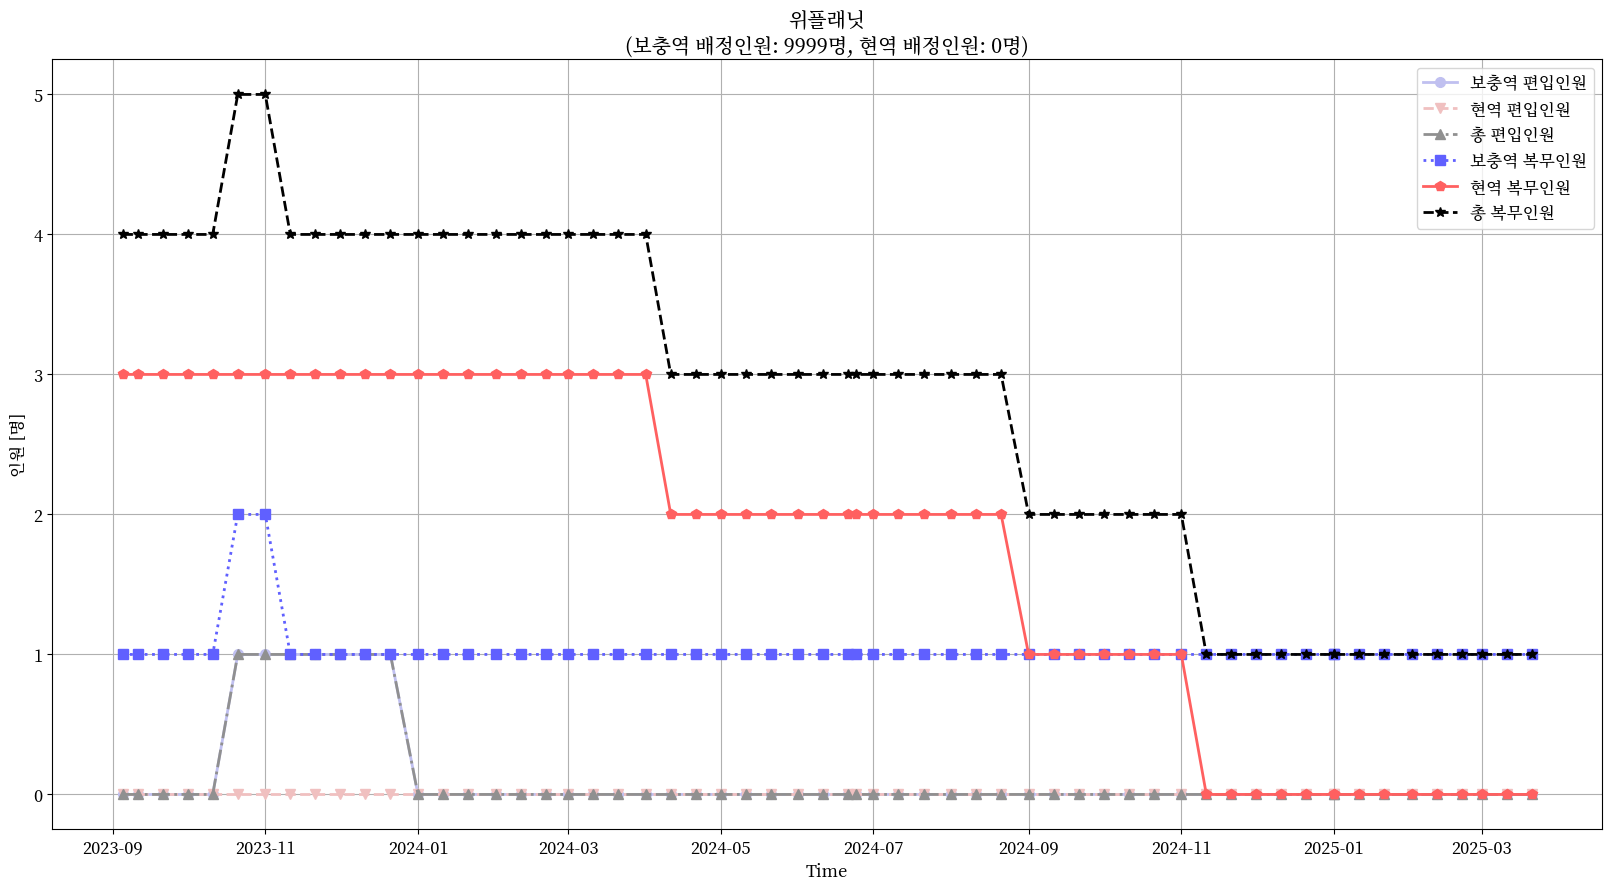 위플래닛
(보충역 배정인원: 9999명, 현역 배정인원: 0명)
보충역 편입인원
현역 편입인원
총 편입인원
보충역 복무인원
현역 복무인원
총 복무인원
인원 [명]
5
4
3
2
1
0
2023-09
2023-11
2024-01
2024-03
2024-05
2024-07
2024-09
2024-11
2025-01
2025-03
Time